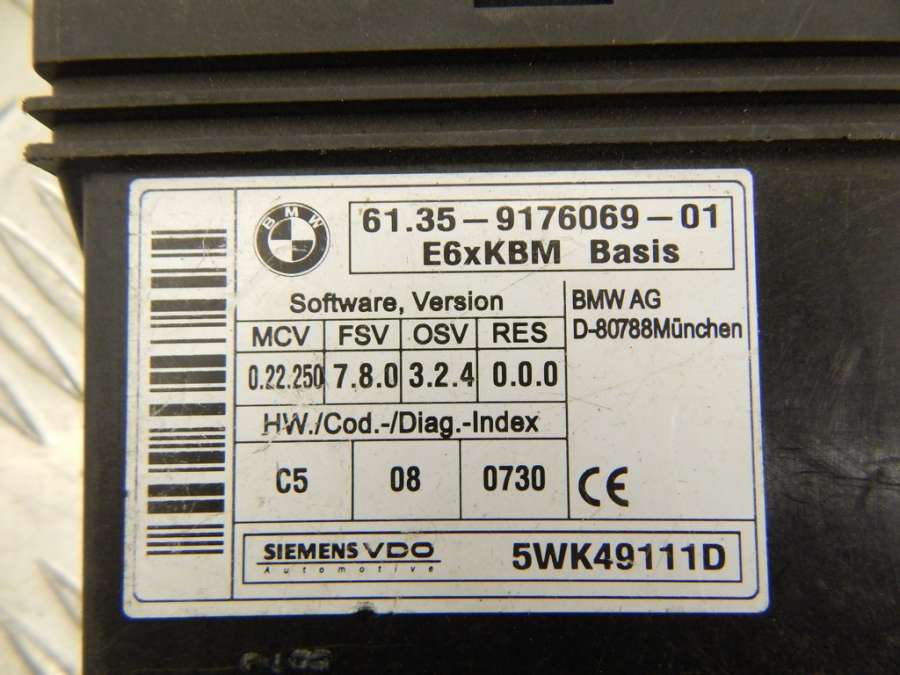 BMW
61.35-9176069-01
E6xKBM Basis
Software, Version
MCV FSV OSV RES
0.22.250 7.8.0 3.2.4 0.0.0
HW./Cod.-/Diag.-Index
C5 08 0730
BMW AG
D-80788München
CE
SIEMENS VDO
Automotive
5WK49111D